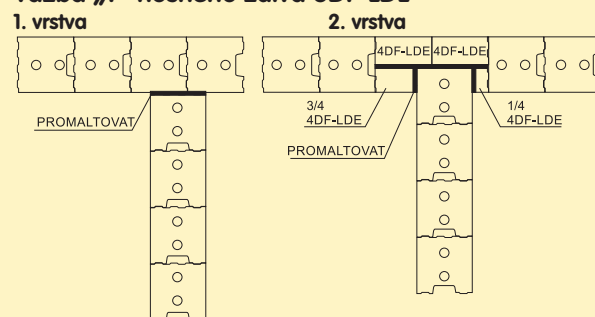 1. vrstva
2. vrstva
4DF-LDE 4DF-LDE
PROMALTOVAT
3/4
4DF-LDE
PROMALTOVAT
1/4
4DF-LDE